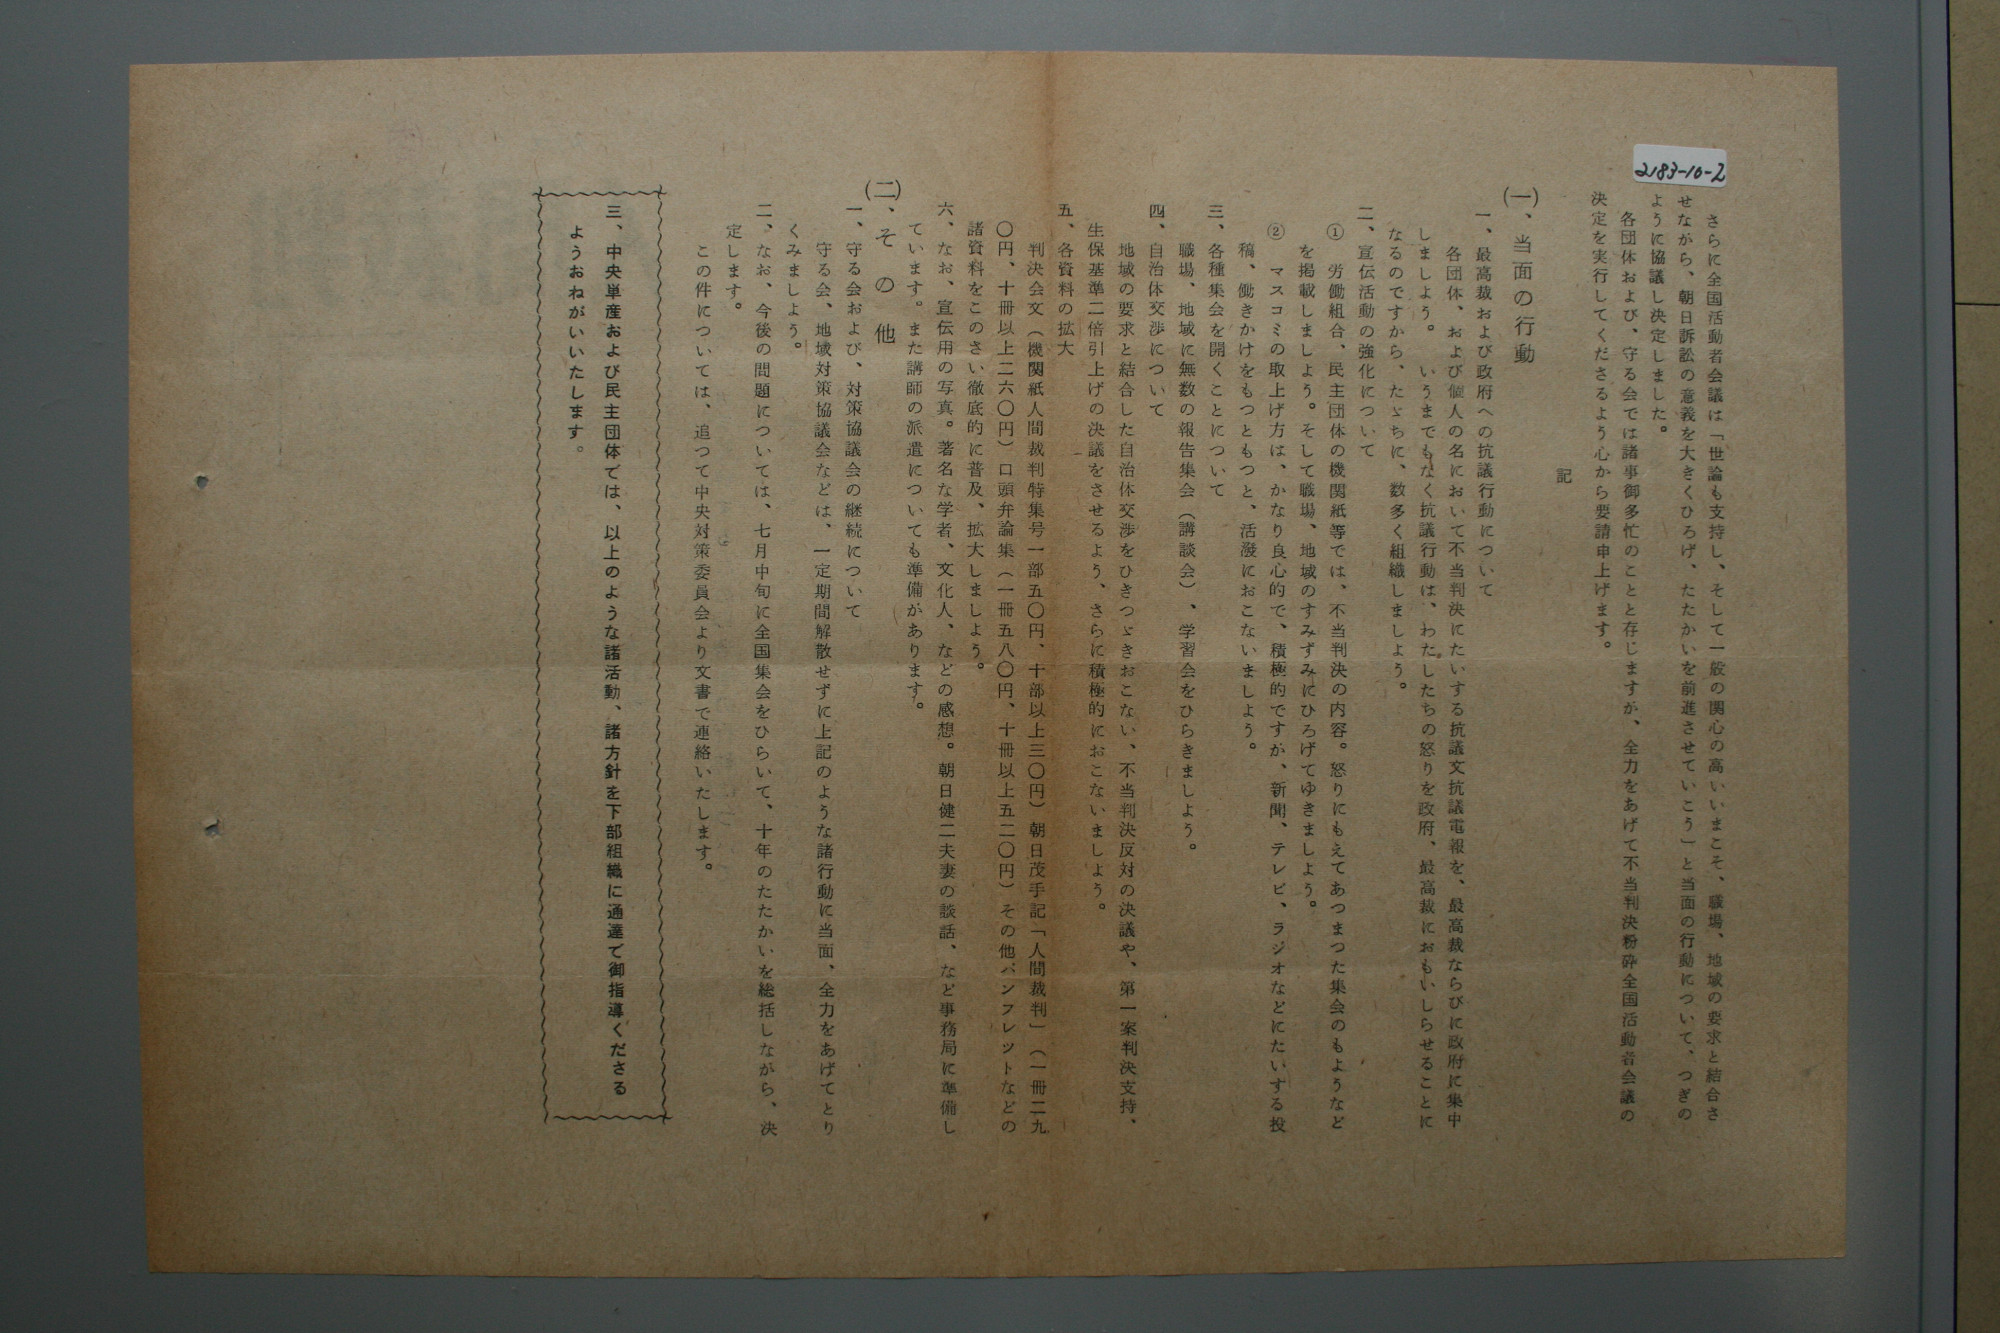 2183-10-2
さらに全国活動者会議は「世論も支持し、そして一般の関心の高いいまこそ、職場、地域の要求と結合さ
せながら、朝日訴訟の意義を大きくひろげ、たたかいを前進させていこう」と当面の行動について、つぎの
ように協議し決定しました。
各団体および、守る会では諸事御多忙のことと存じますが、全力をあげて不当判決粉砕全国活動者会議の
決定を実行してくださるよう心から要請申上げます。
記
(一)、当面の行動
一、最高裁および政府への抗議行動について
各団体、および個人の名において不当判決にたいする抗議文抗議電報を、最高裁ならびに政府に集中
しましよう。いうまでもなく抗議行動は、わたしたちの怒りを政府、最高裁におもいしらせることに
なるのですから、たゞちに、数多く組織しましよう。
二、宣伝活動の強化について
① 労働組合、民主団体の機関紙等では、不当判決の内容。怒りにもえてあつまつた集会のもようなど
を掲載しましよう。そして職場、地域のすみずみにひろげてゆきましよう。
② マスコミの取上げ方は、かなり良心的で、積極的ですが、新聞、テレビ、ラジオなどにたいする投
稿、働きかけをもつともつと、活潑におこないましよう。
三、各種集会を開くことについて
職場、地域に無数の報告集会（講談会）、学習会をひらきましよう。
四、自治体交渉について
地域の要求と結合した自治体交渉をひきつゞきおこない、不当判決反対の決議や、第一案判決支持、
生保基準二倍引上げの決議をさせるよう、さらに積極的におこないましよう。
五、各資料の拡大
判決会文（機関紙人間裁判特集号一部五〇円、十部以上三〇円）朝日茂手記「人間裁判」（一冊二九
〇円、十冊以上二六〇円）口頭弁論集（一冊五八〇円、十冊以上五二〇円）その他パンフレツトなどの
諸資料をこのさい徹底的に普及、拡大しましよう。
六、なお、宣伝用の写真。著名な学者、文化人、などの感想。朝日健二夫妻の談話、など事務局に準備し
ています。また講師の派遣についても準備があります。
(二)、その他
一、守る会および、対策協議会の継続について
守る会、地域対策協議会などは、一定期間解散せずに上記のような諸行動に当面、全力をあげてとり
くみましよう。
二、なお、今後の問題については、七月中旬に全国集会をひらいて、十年のたたかいを総括しながら、決
定します。
この件については、追つて中央対策委員会より文書で連絡いたします。
三、中央単産および民主団体では、以上のような諸活動、諸方針を下部組織に通達で御指導くださる
ようおねがいいたします。